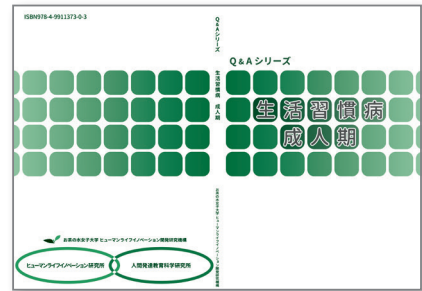 ISBN978-4-9911373-0-3
Q&Aシリーズ
生活習慣病 成人期
お茶の水女子大学 ヒューマンライフイノベーション開発研究機構
Q&Aシリーズ
生活習慣病
成人期
お茶の水女子大学 ヒューマンライフイノベーション開発研究機構
ヒューマンライフイノベーション研究所
人間発達教育科学研究所